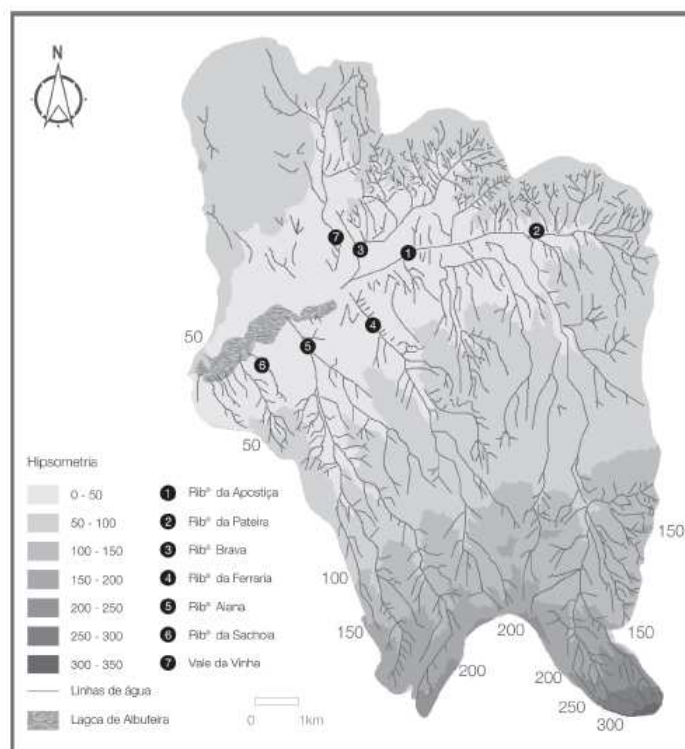 N
7
3
1
2
4
50
5
6
50
Hipsometria
0 - 50
50 - 100
100 - 150
150 - 200
200 - 250
250 - 300
300 - 350
Linhas de água
Lagoa de Albufeira
1 Ribª da Apostiça
2 Ribª da Pateira
3 Ribª Brava
4 Ribª da Ferraria
5 Ribª Aiana
6 Ribª da Sachoia
7 Vale da Vinha
0 1km
100
150
200
200
200
250
300
150
150